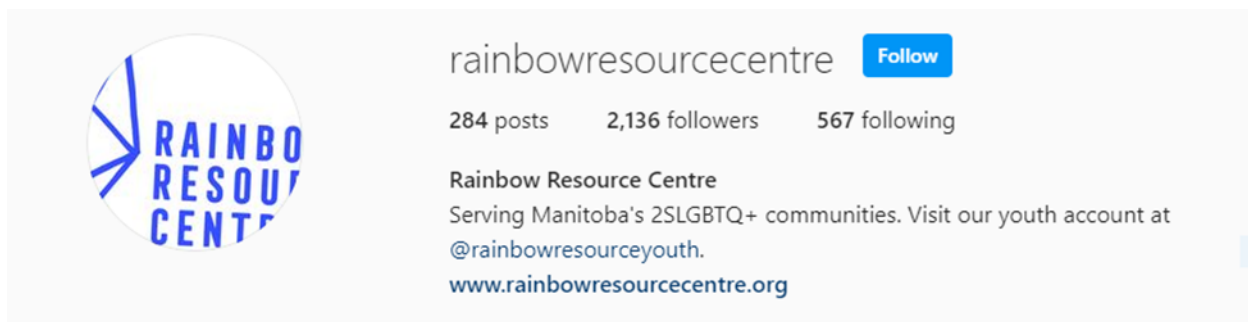 RAINBO
RESOU
CENT
rainbowresourcecentre Follow
284 posts 2,136 followers 567 following
Rainbow Resource Centre
Serving Manitoba's 2SLGBTQ+ communities. Visit our youth account at
@rainbowresourceyouth.
www.rainbowresourcecentre.org